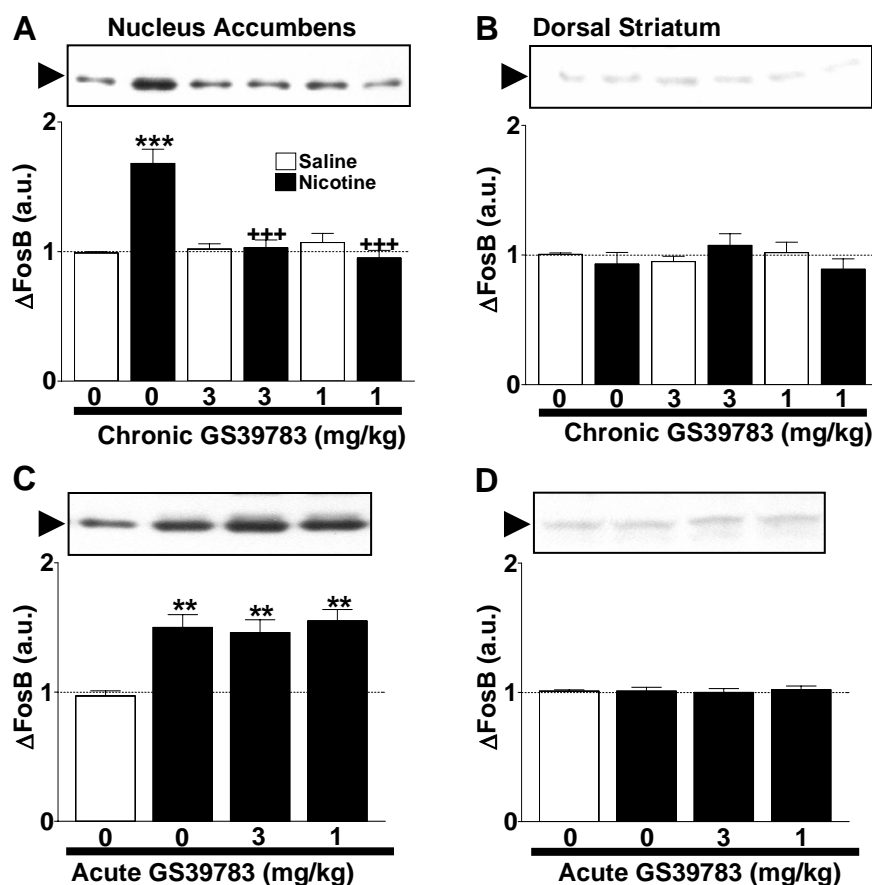 A Nucleus Accumbens
2
***
Saline
Nicotine
+++ +++
1
ΔFosB (a.u.)
0
0 0 3 3 1 1
Chronic GS39783 (mg/kg)
B Dorsal Striatum
2
1
ΔFosB (a.u.)
0
0 0 3 3 1 1
Chronic GS39783 (mg/kg)
C
2
** ** **
1
ΔFosB (a.u.)
0
0 0 3 1
Acute GS39783 (mg/kg)
D
2
1
ΔFosB (a.u.)
0
0 0 3 1
Acute GS39783 (mg/kg)